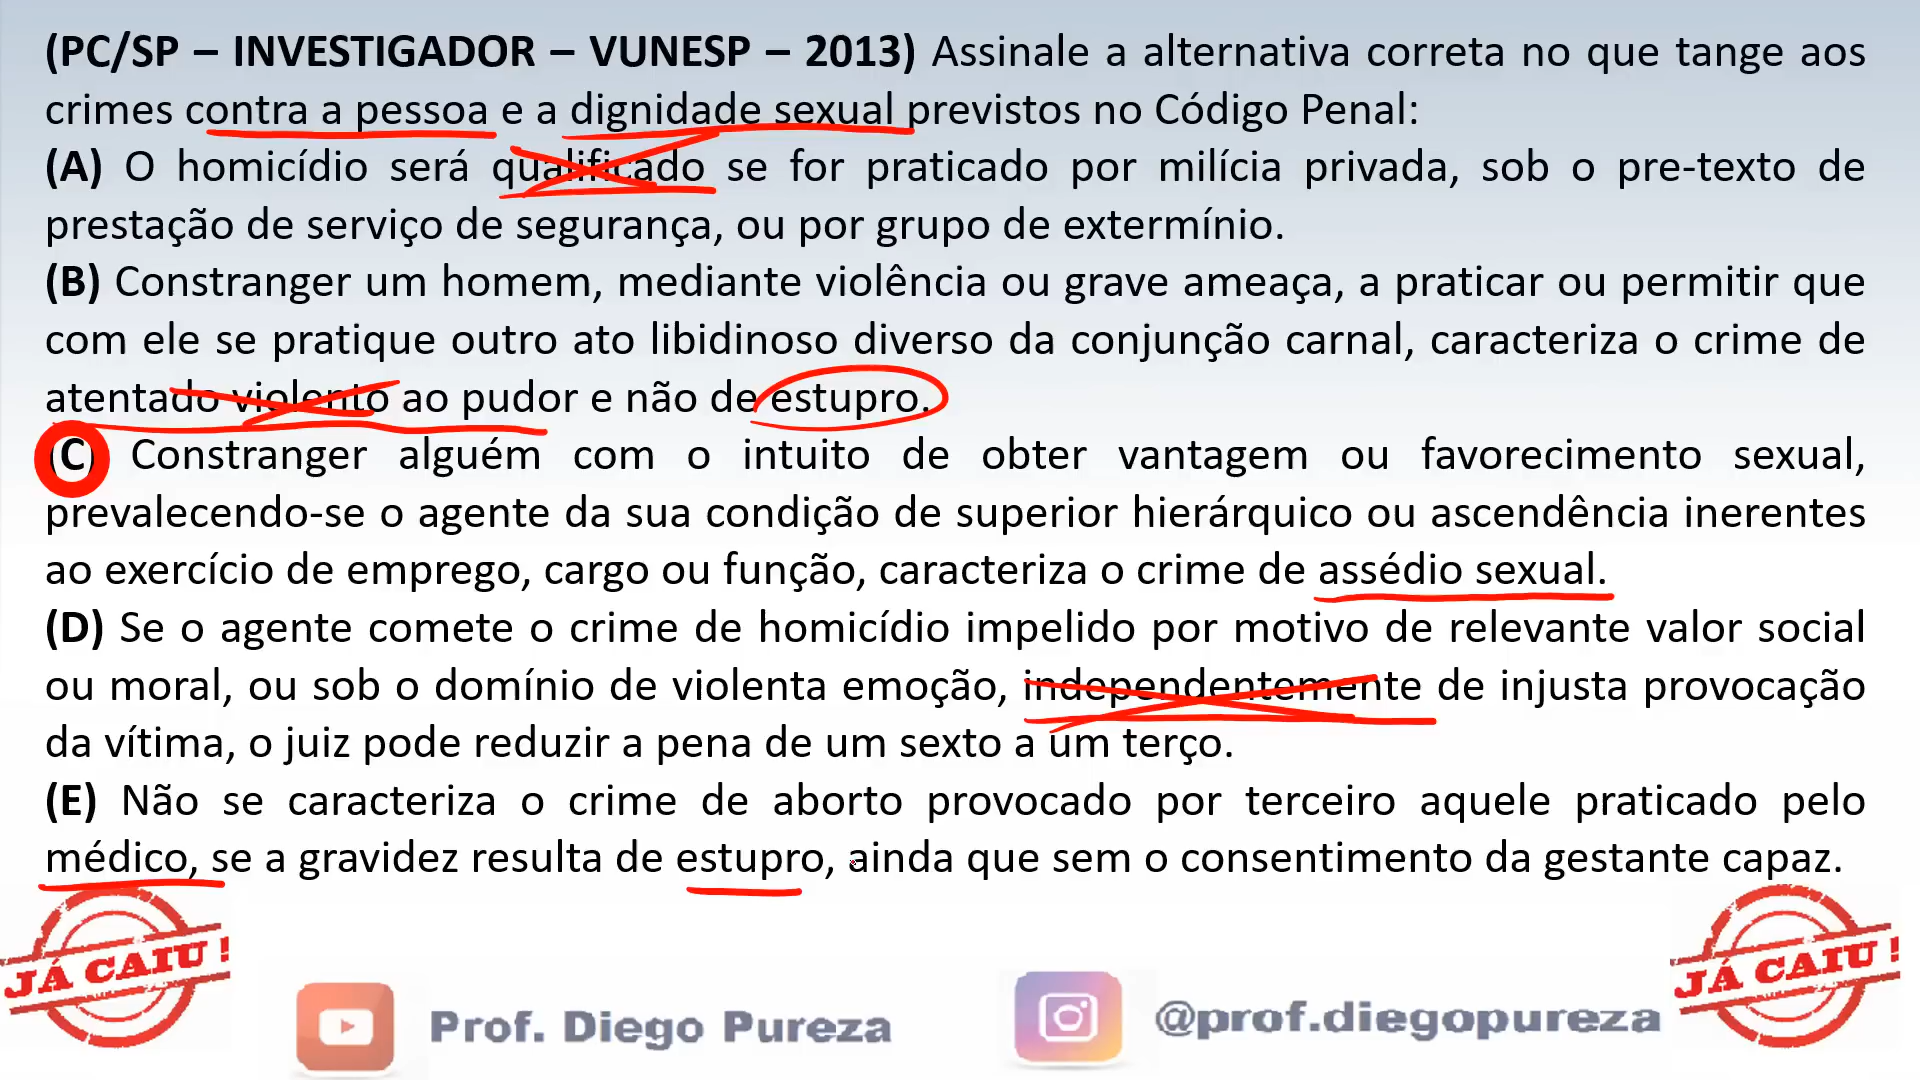 (PC/SP – INVESTIGADOR – VUNESP – 2013) Assinale a alternativa correta no que tange aos
crimes contra a pessoa e a dignidade sexual previstos no Código Penal:
(A) O homicídio será qualificado se for praticado por milícia privada, sob o pre-texto de
prestação de serviço de segurança, ou por grupo de extermínio.
(B) Constranger um homem, mediante violência ou grave ameaça, a praticar ou permitir que
com ele se pratique outro ato libidinoso diverso da conjunção carnal, caracteriza o crime de
atentado violento ao pudor e não de estupro.
(C) Constranger alguém com o intuito de obter vantagem ou favorecimento sexual,
prevalecendo-se o agente da sua condição de superior hierárquico ou ascendência inerentes
ao exercício de emprego, cargo ou função, caracteriza o crime de assédio sexual.
(D) Se o agente comete o crime de homicídio impelido por motivo de relevante valor social
ou moral, ou sob o domínio de violenta emoção, independentemente de injusta provocação
da vítima, o juiz pode reduzir a pena de um sexto a um terço.
(E) Não se caracteriza o crime de aborto provocado por terceiro aquele praticado pelo
médico, se a gravidez resulta de estupro, ainda que sem o consentimento da gestante capaz.
JÁ CAIU !
Prof. Diego Pureza
@prof.diegopureza
JÁ CAIU !